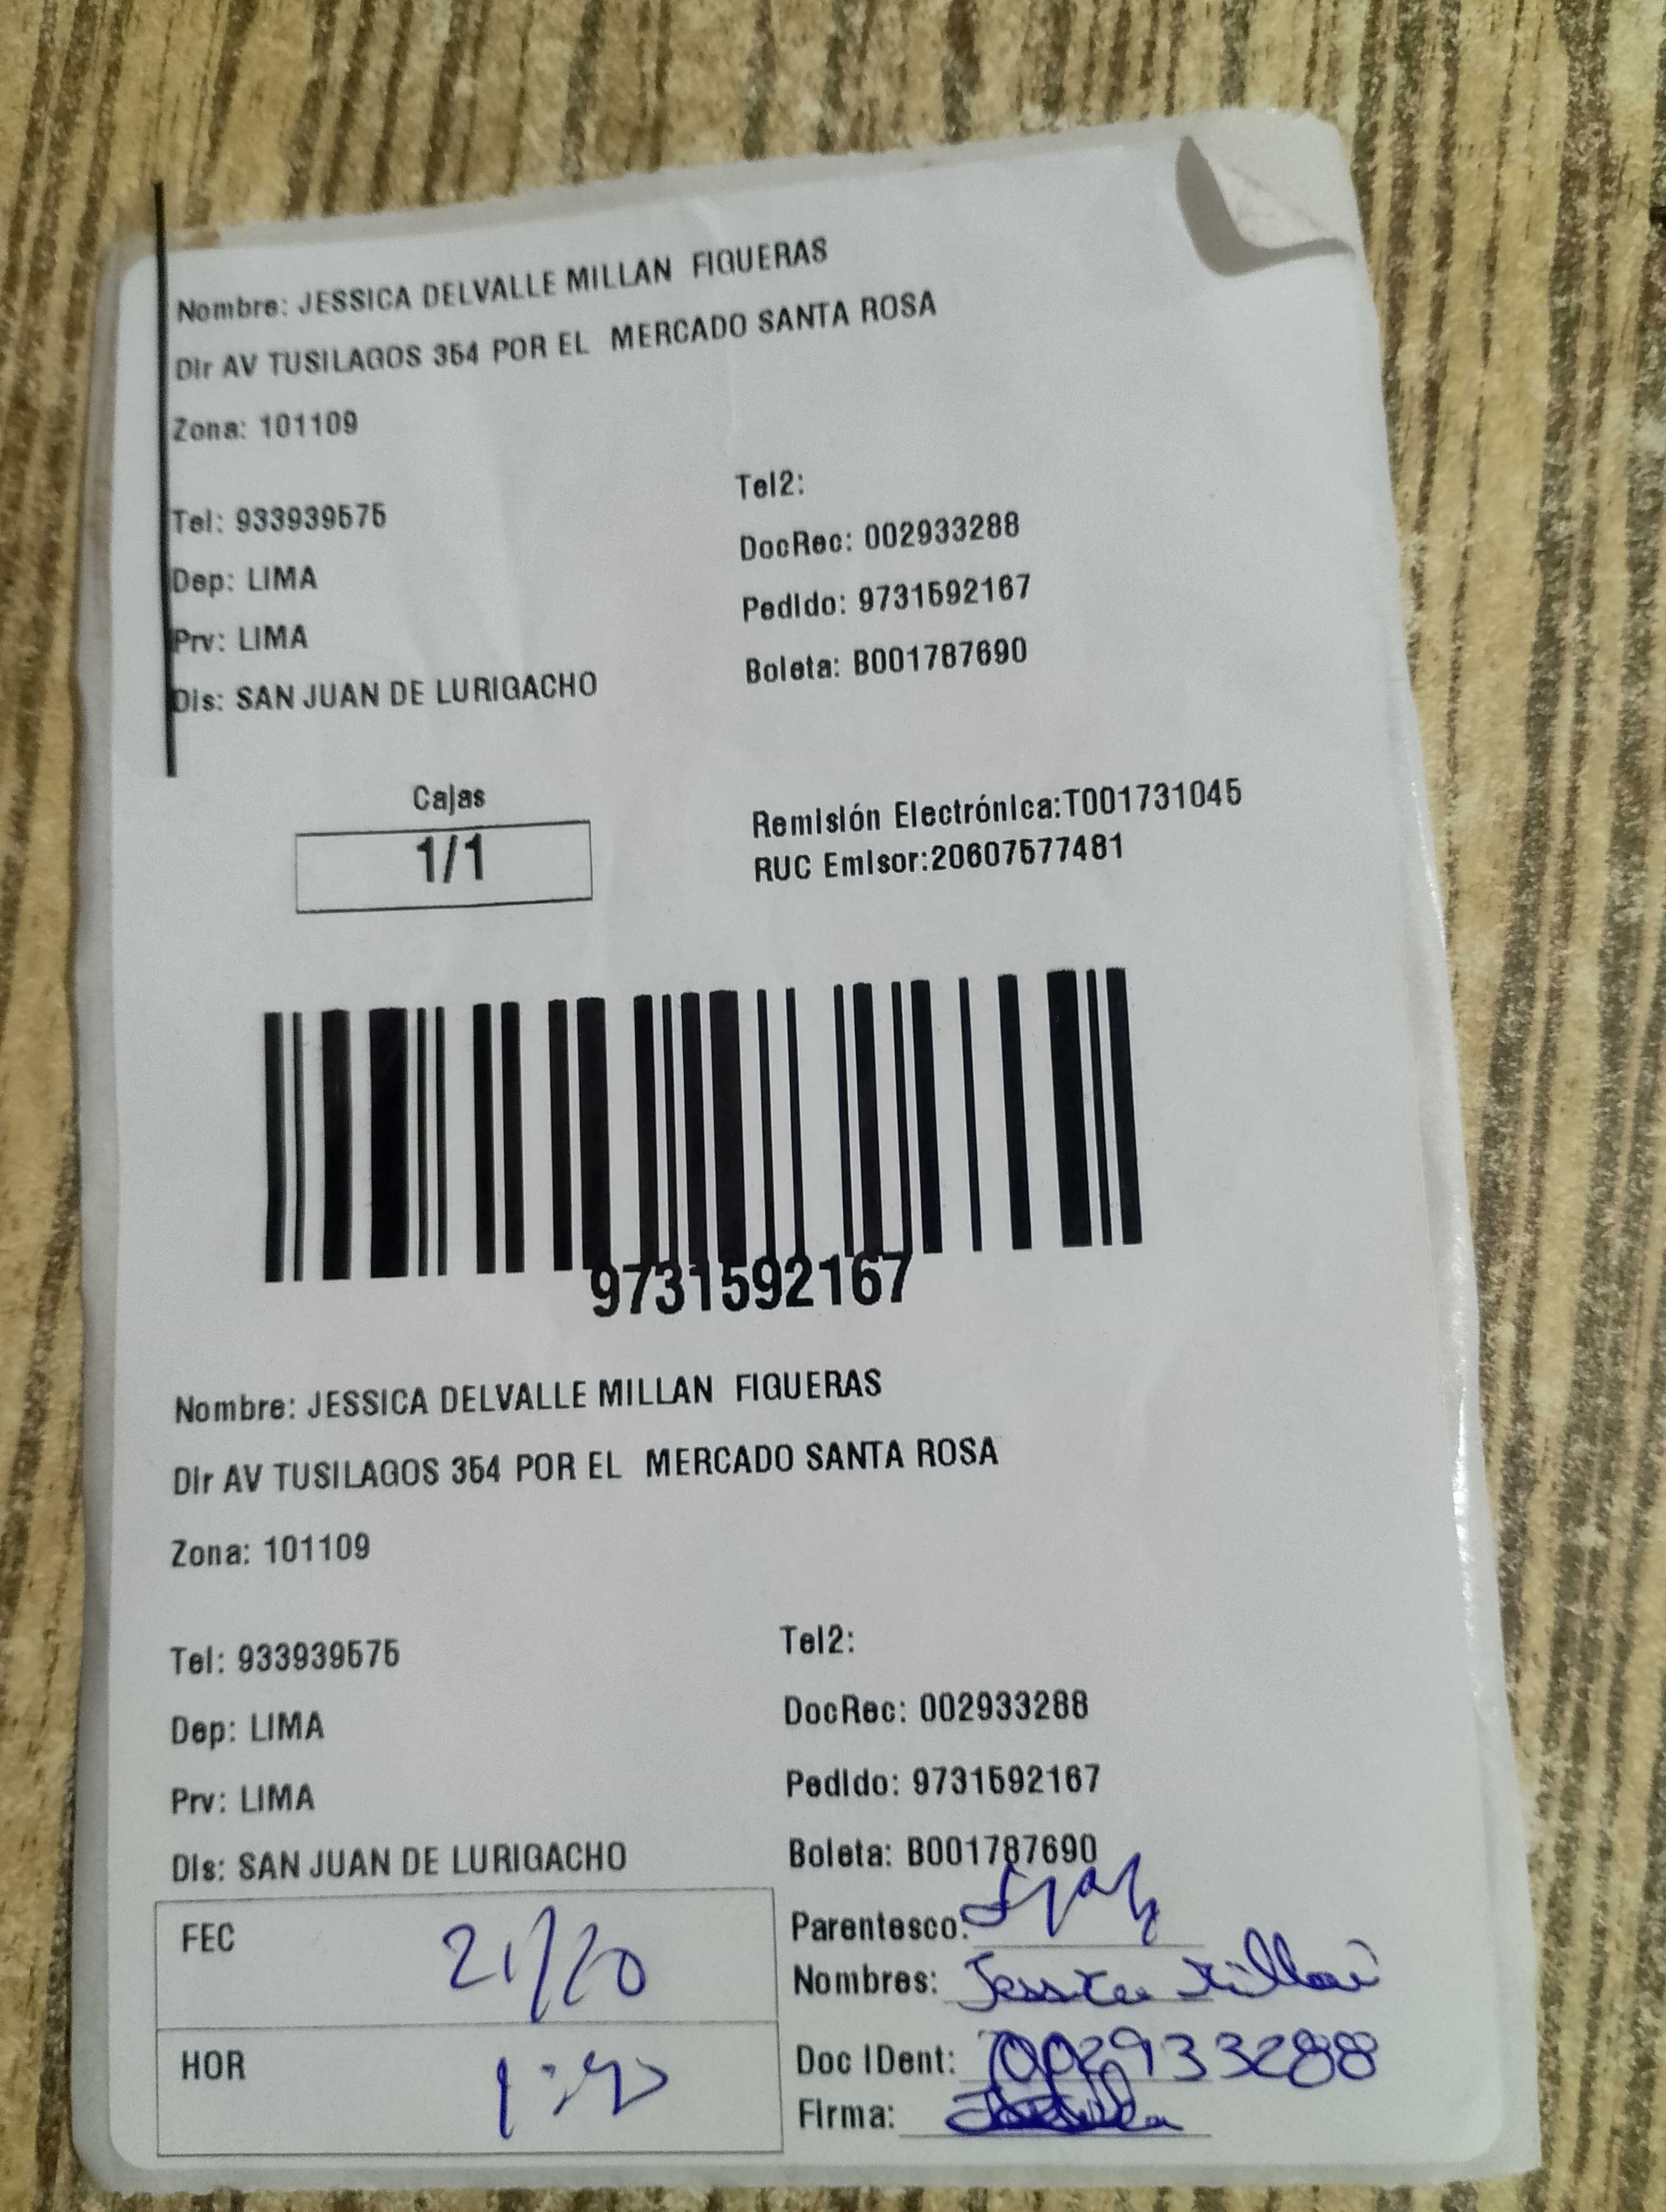 Nombre: JESSICA DELVALLE MILLAN FIGUERAS
Dir AV TUSILAGOS 354 POR EL MERCADO SANTA ROSA
Zona: 101109
Tel: 933939575
Tel2:
DocRec: 002933288
Dep: LIMA
Pedido: 9731592167
Prv: LIMA
Boleta: B001787690
Dis: SAN JUAN DE LURIGACHO
Cajas
1/1
Remisión Electrónica:T001731045
RUC Emisor:20607577481
9731592167
Nombre: JESSICA DELVALLE MILLAN FIGUERAS
Dir AV TUSILAGOS 354 POR EL MERCADO SANTA ROSA
Zona: 101109
Tel: 933939575
Tel2:
Dep: LIMA
DocRec: 002933288
Prv: LIMA
Pedido: 9731592167
Dis: SAN JUAN DE LURIGACHO
Boleta: B001787690
FEC 21/20
Parentesco:
Nombres: Jessica Millan
HOR
Doc IDent: 002933288
Firma: